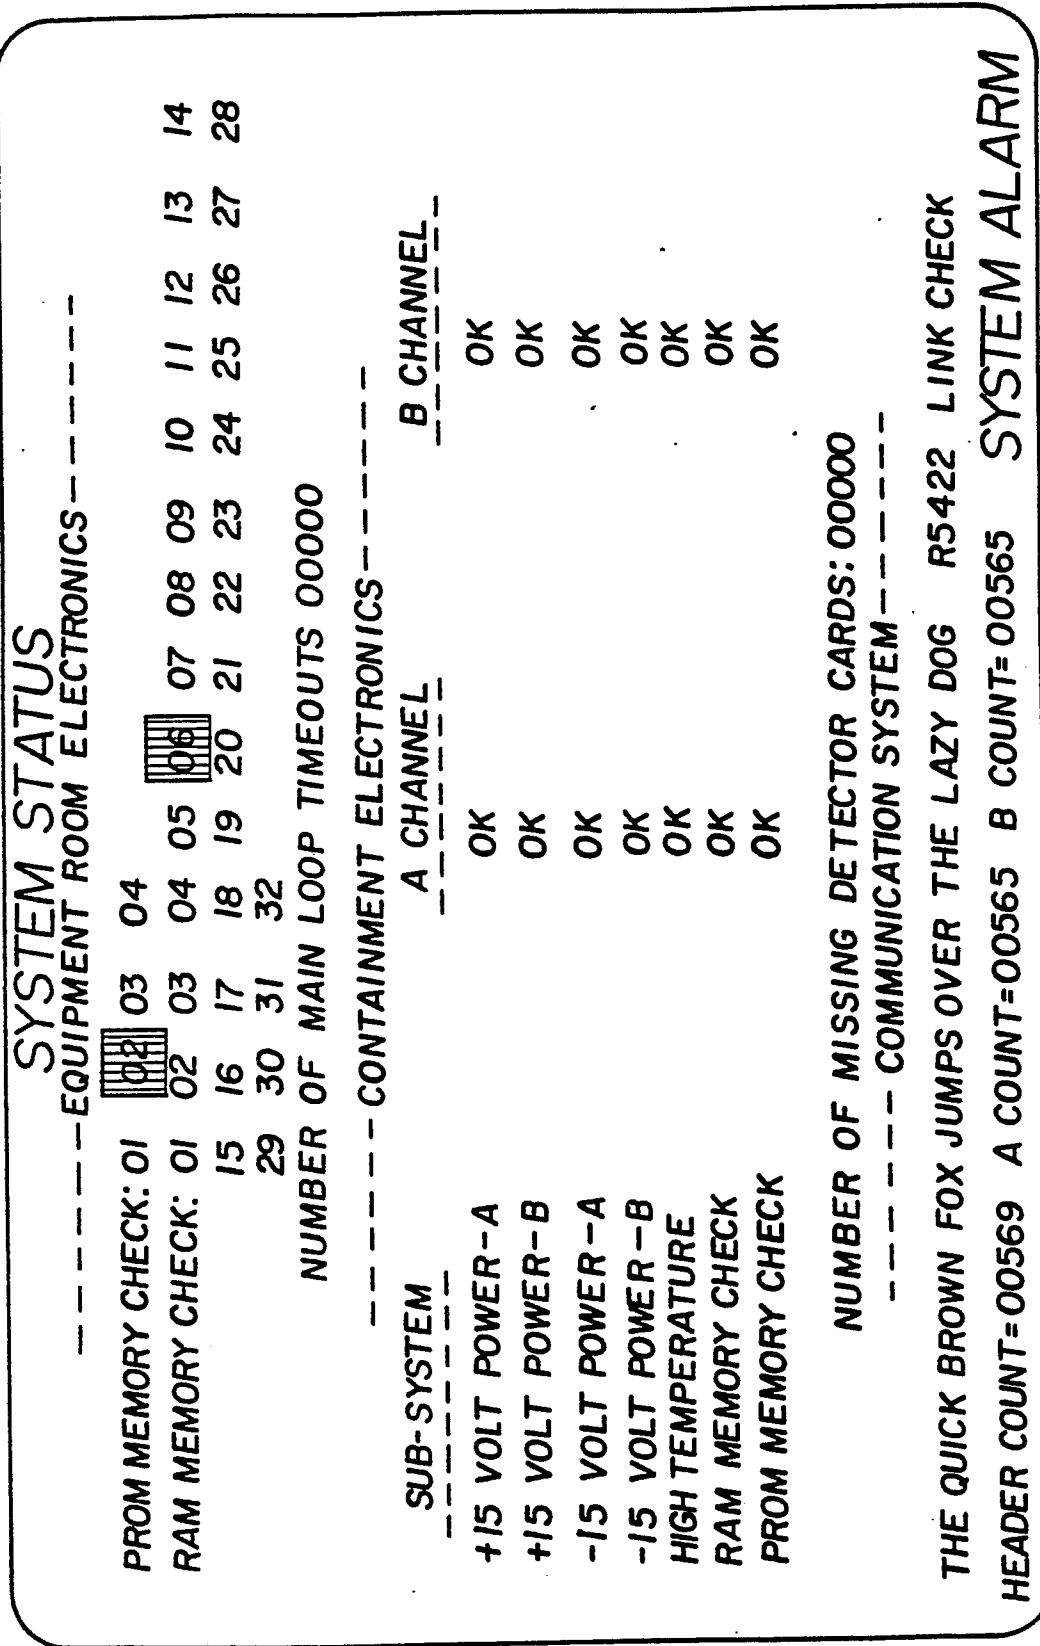 SYSTEM STATUS
------EQUIPMENT ROOM ELECTRONICS------
PROM MEMORY CHECK: 01 02 03 04
RAM MEMORY CHECK: 01 02 03 04 05 06 07 08 09 10 11 12 13 14
15 16 17 18 19 20 21 22 23 24 25 26 27 28
29 30 31 32
NUMBER OF MAIN LOOP TIMEOUTS 00000
------CONTAINMENT ELECTRONICS------
SUB-SYSTEM A CHANNEL B CHANNEL
+15 VOLT POWER-A OK OK
+15 VOLT POWER-B OK OK
-15 VOLT POWER-A OK OK
-15 VOLT POWER-B OK OK
HIGH TEMPERATURE OK OK
RAM MEMORY CHECK OK OK
PROM MEMORY CHECK OK OK
NUMBER OF MISSING DETECTOR CARDS: 00000
------COMMUNICATION SYSTEM------
THE QUICK BROWN FOX JUMPS OVER THE LAZY DOG R5422 LINK CHECK
HEADER COUNT=00569 A COUNT=00565 B COUNT=00565 SYSTEM ALARM